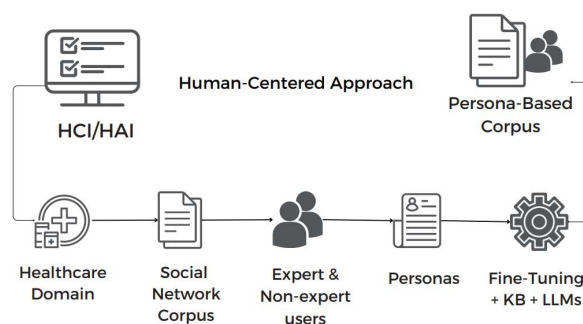 Human-Centered Approach
HCI/HAI
Persona-Based
Corpus
Healthcare
Domain
Social
Network
Corpus
Expert &
Non-expert
users
Personas
Fine-Tuning
+ KB + LLMs